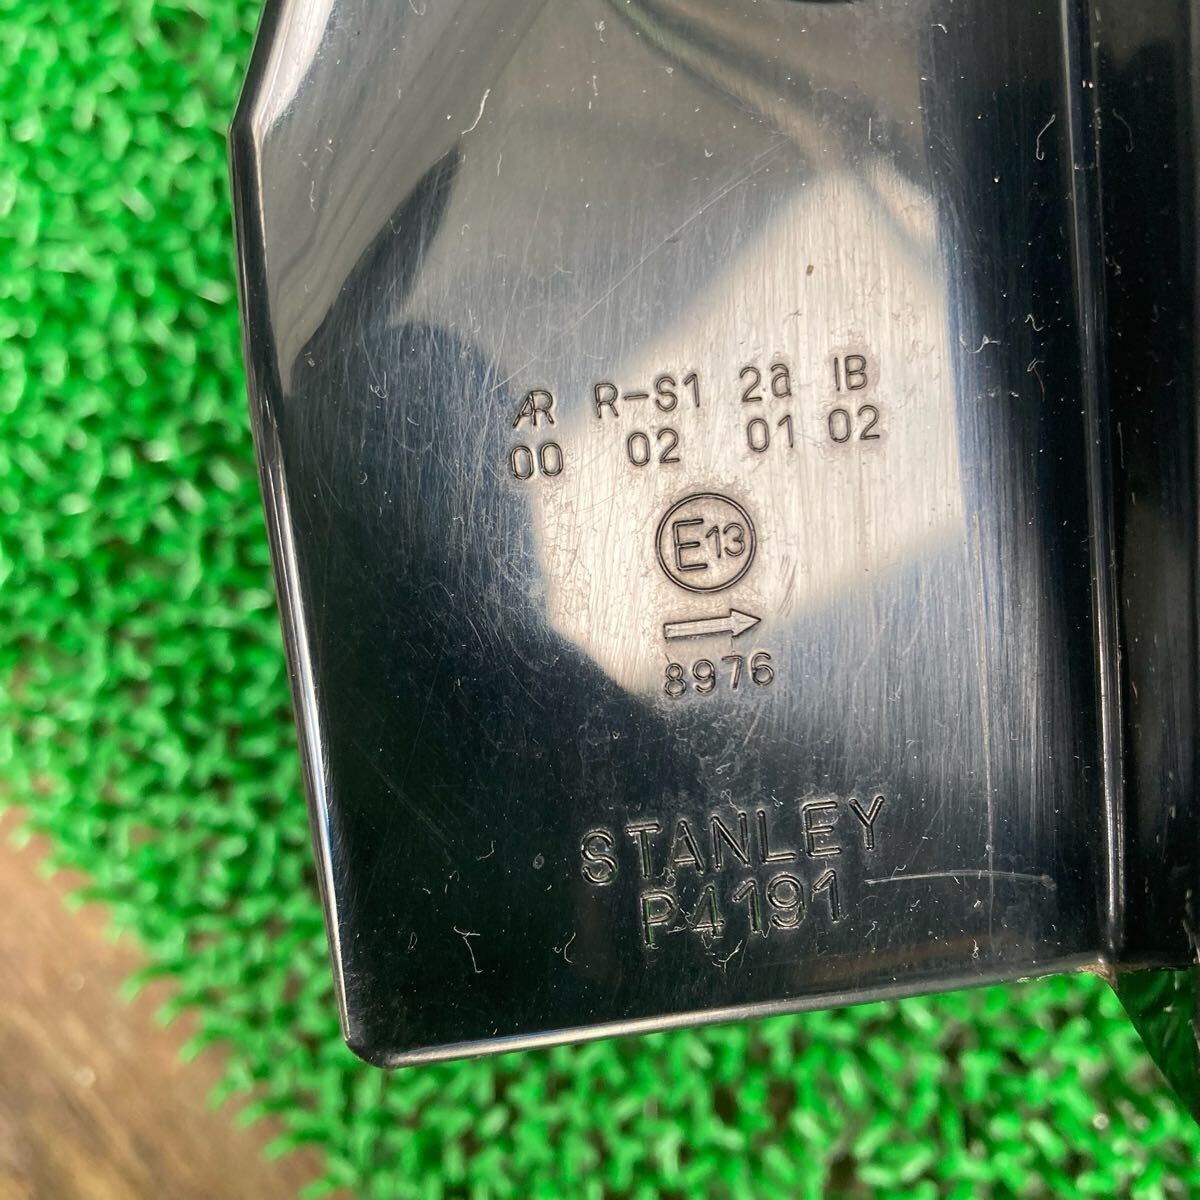 AR R-S1 2a IB
00 02 01 02
E13
→
8976
STANLEY
P4191